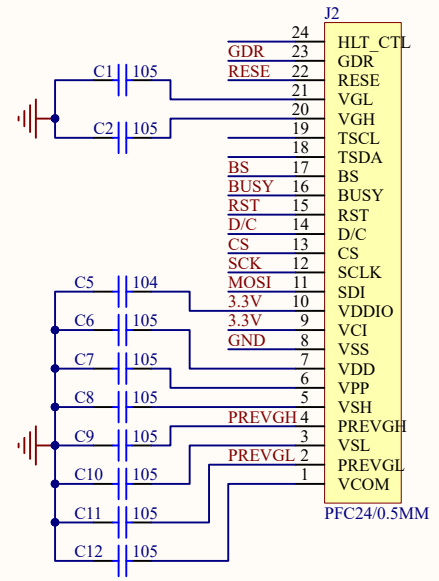 J2
24 HLT_CTL
GDR 23 GDR
RESE 22 RESE
C1 105 21 VGL
20 VGH
C2 105 19 TSCL
18 TSDA
BS 17 BS
BUSY 16 BUSY
RST 15 RST
D/C 14 D/C
CS 13 CS
SCK 12 SCLK
C5 104 MOSI 11 SDI
3.3V 10 VDDIO
C6 105 3.3V 9 VCI
GND 8 VSS
C7 105 7 VDD
6 VPP
C8 105 5 VSH
PREVGH 4 PREVGH
C9 105 3 VSL
PREVGL 2 PREVGL
C10 105 1 VCOM
C11 105 PFC24/0.5MM
C12 105